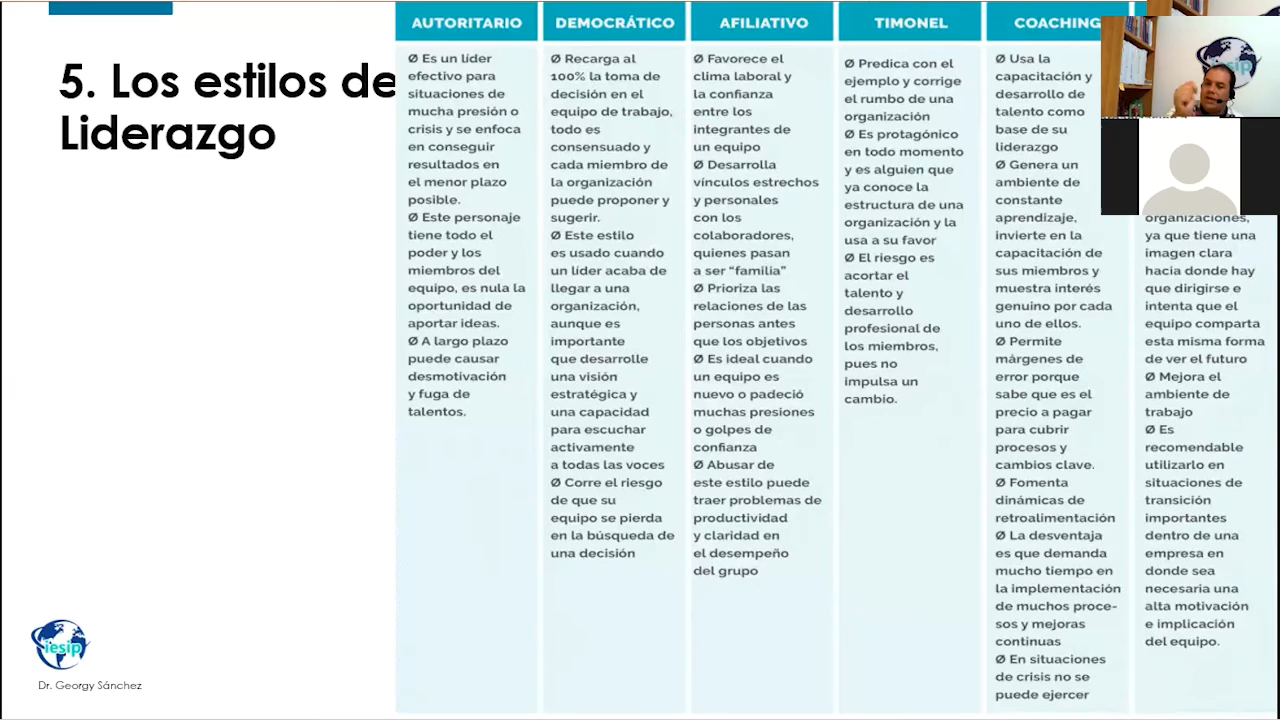 5. Los estilos de
Liderazgo
AUTORITARIO
Ø Es un líder
efectivo para
situaciones de
mucha presión o
crisis y se enfoca
en conseguir
resultados en
el menor plazo
posible.
Ø Este personaje
tiene todo el
poder y los
miembros del
equipo, es nula la
oportunidad de
aportar ideas.
Ø A largo plazo
puede causar
desmotivación
y fuga de
talentos.
DEMOCRÁTICO
Ø Recarga al
100% la toma de
decisión en el
equipo de trabajo,
todo es
consensuado y
cada miembro de
la organización
puede proponer y
sugerir.
Ø Este estilo
es usado cuando
un líder acaba de
llegar a una
organización,
aunque es
importante
que desarrolle
una visión
estratégica y
una capacidad
para escuchar
activamente
a todas las voces
Ø Corre el riesgo
de que su
equipo se pierda
en la búsqueda de
una decisión
AFILIATIVO
Ø Favorece el
clima laboral y
la confianza
entre los
integrantes de
un equipo
Ø Desarrolla
vínculos estrechos
y personales
con los
colaboradores,
quienes pasan
a ser “familia”
Ø Prioriza las
relaciones de las
personas antes
que los objetivos
Ø Es ideal cuando
un equipo es
nuevo o padeció
muchas presiones
o golpes de
confianza
Ø Abusar de
este estilo puede
traer problemas de
productividad
y claridad en
el desempeño
del grupo
TIMONEL
Ø Predica con el
ejemplo y corrige
el rumbo de una
organización
Ø Es protagónico
en todo momento
y es alguien que
ya conoce la
estructura de una
organización y la
usa a su favor
Ø El riesgo es
acortar el
talento y
desarrollo
profesional de
los miembros,
pues no
impulsa un
cambio.
COACHING
Ø Usa la
capacitación y
desarrollo de
talento como
base de su
liderazgo
Ø Genera un
ambiente de
constante
aprendizaje,
invierte en la
capacitación de
sus miembros y
muestra interés
genuino por cada
uno de ellos.
Ø Permite
márgenes de
error porque
sabe que es el
precio a pagar
para cubrir
procesos y
cambios clave.
Ø Fomenta
dinámicas de
retroalimentación
Ø La desventaja
es que demanda
mucho tiempo en
la implementación
de muchos proce-
sos y mejoras
continuas
Ø En situaciones
de crisis no se
puede ejercer
organizaciones,
ya que tiene una
imagen clara
hacia donde hay
que dirigirse e
intenta que el
equipo comparta
esta misma forma
de ver el futuro
Ø Mejora el
ambiente de
trabajo
Ø Es
recomendable
utilizarlo en
situaciones de
transición
importantes
dentro de una
empresa en
donde sea
necesaria una
alta motivación
e implicación
del equipo.
iesip
iesip
Dr. Georgy Sánchez